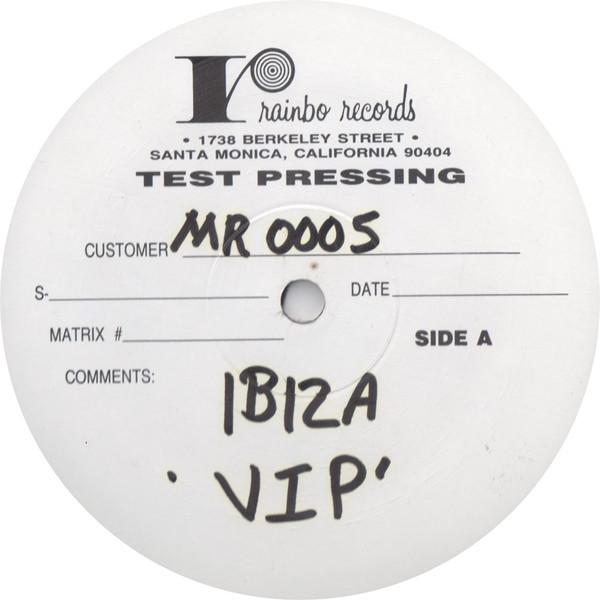 r rainbo records
• 1738 BERKELEY STREET •
SANTA MONICA, CALIFORNIA 90404
TEST PRESSING
CUSTOMER MR 0005
S- DATE
MATRIX # SIDE A
COMMENTS:
IBIZA
'VIP'